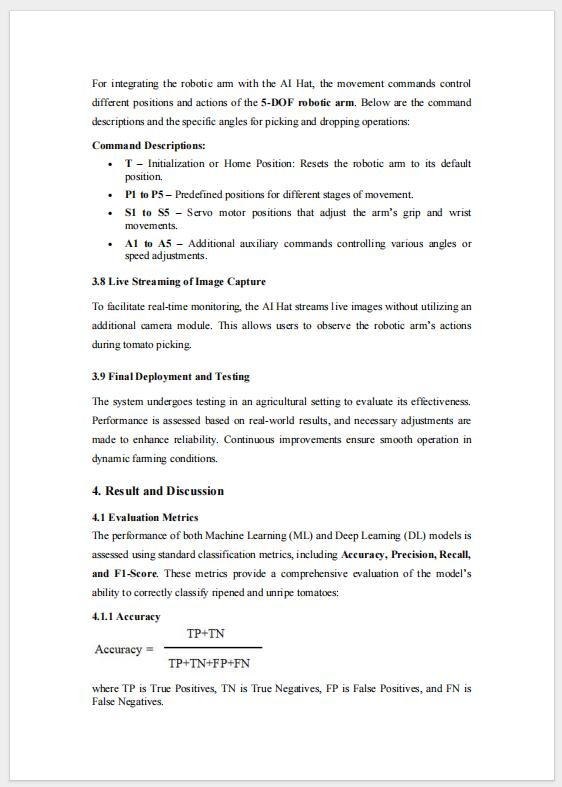 For integrating the robotic arm with the AI Hat, the movement commands control
different positions and actions of the 5-DOF robotic arm. Below are the command
descriptions and the specific angles for picking and dropping operations:
Command Descriptions:
• T – Initialization or Home Position: Resets the robotic arm to its default
position.
• P1 to P5 – Predefined positions for different stages of movement.
• S1 to S5 – Servo motor positions that adjust the arm's grip and wrist
movements.
• A1 to A5 – Additional auxiliary commands controlling various angles or
speed adjustments.
3.8 Live Streaming of Image Capture
To facilitate real-time monitoring, the AI Hat streams live images without utilizing an
additional camera module. This allows users to observe the robotic arm's actions
during tomato picking.
3.9 Final Deployment and Testing
The system undergoes testing in an agricultural setting to evaluate its effectiveness.
Performance is assessed based on real-world results, and necessary adjustments are
made to enhance reliability. Continuous improvements ensure smooth operation in
dynamic farming conditions.
4. Result and Discussion
4.1 Evaluation Metrics
The performance of both Machine Learning (ML) and Deep Learning (DL) models is
assessed using standard classification metrics, including Accuracy, Precision, Recall,
and F1-Score. These metrics provide a comprehensive evaluation of the model's
ability to correctly classify ripened and unripe tomatoes:
4.1.1 Accuracy
TP+TN
Accuracy =
TP+TN+FP+FN
where TP is True Positives, TN is True Negatives, FP is False Positives, and FN is
False Negatives.